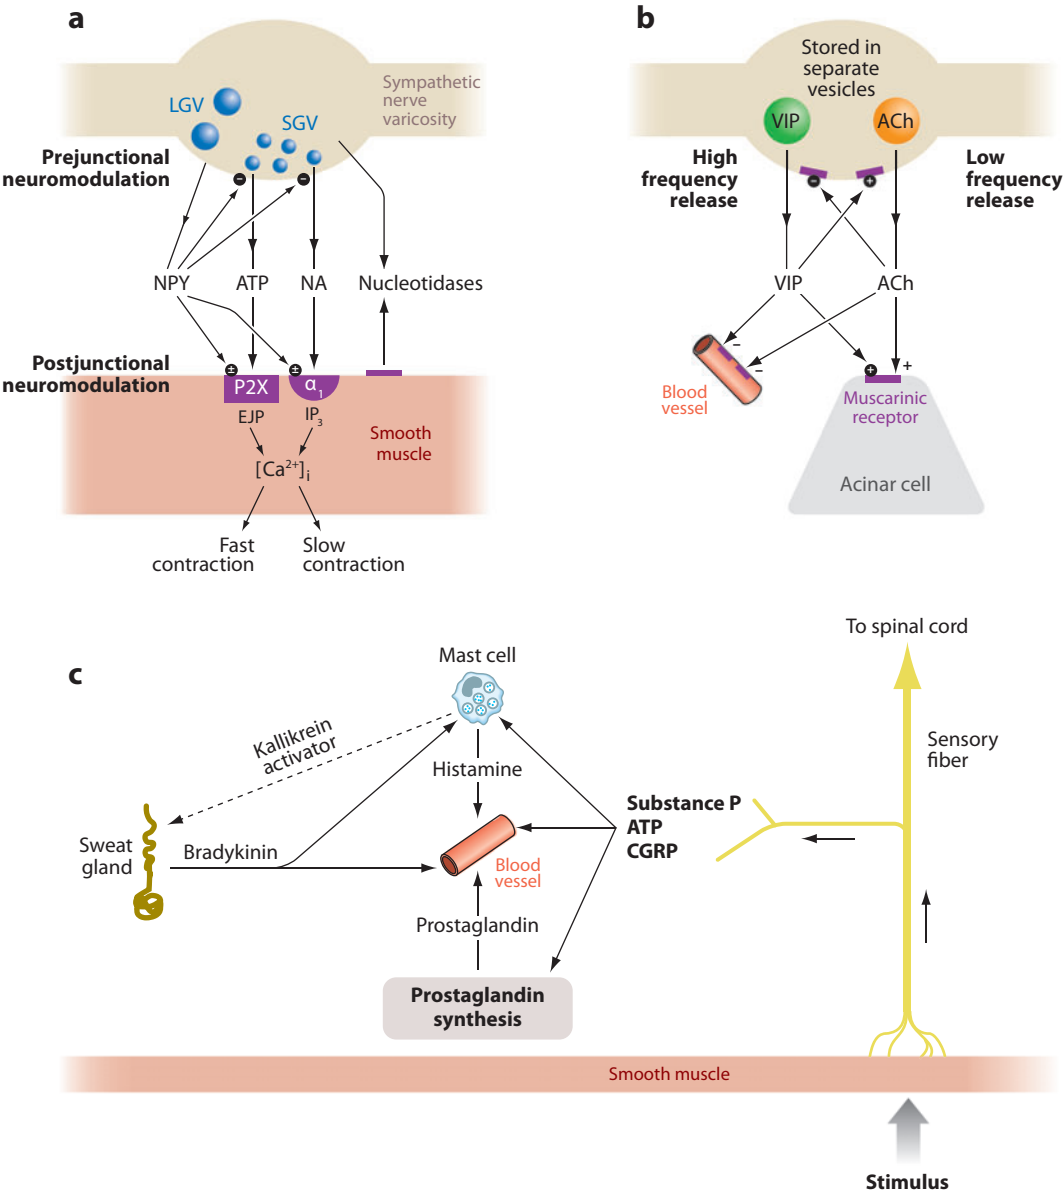 a
LGV
SGV
Sympathetic
nerve
varicosity
Prejunctional
neuromodulation
−
−
NPY
ATP
NA
Nucleotidases
Postjunctional
neuromodulation
±
±
P2X
α1
EJP
IP3
Smooth
muscle
[Ca2+]i
Fast
contraction
Slow
contraction
b
Stored in
separate
vesicles
VIP
ACh
High
frequency
release
Low
frequency
release
−
+
VIP
ACh
−
−
Blood
vessel
+
+
Muscarinic
receptor
Acinar cell
c
Mast cell
Kallikrein
activator
Histamine
Sweat
gland
Bradykinin
Blood
vessel
Substance P
ATP
CGRP
Prostaglandin
Prostaglandin
synthesis
To spinal cord
Sensory
fiber
Smooth muscle
Stimulus